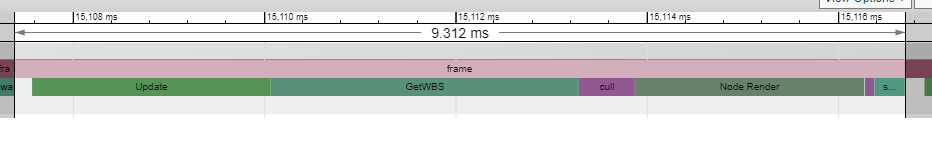 View Options
15,108 ms 15,110 ms 15,112 ms 15,114 ms 15,116 ms
9.312 ms
fra frame
wa Update GetWBS cull Node Render s...